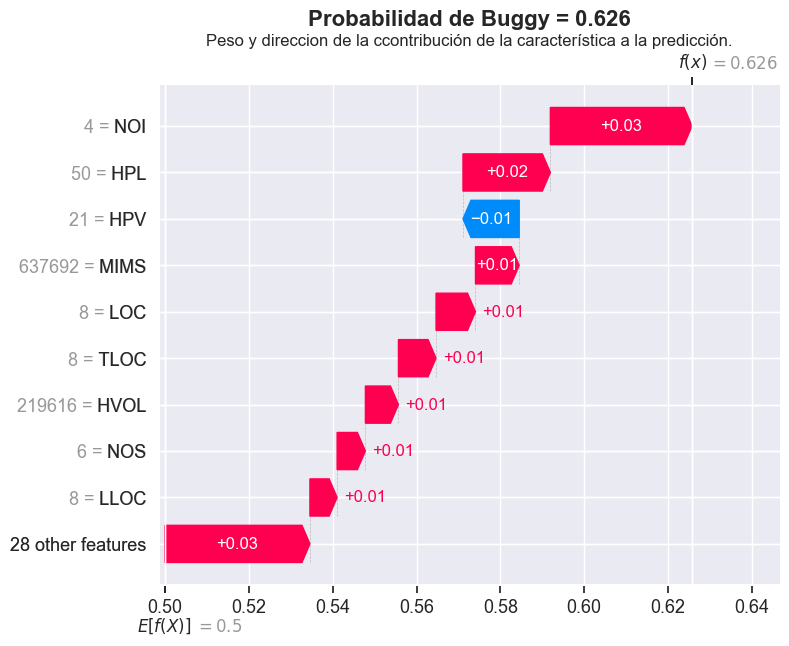 Probabilidad de Buggy = 0.626
Peso y direccion de la ccontribución de la característica a la predicción.
f(x) = 0.626
4 = NOI
+0.03
50 = HPL
+0.02
21 = HPV
−0.01
637692 = MIMS
+0.01
8 = LOC
+0.01
8 = TLOC
+0.01
219616 = HVOL
+0.01
6 = NOS
+0.01
8 = LLOC
+0.01
28 other features
+0.03
0.50 0.52 0.54 0.56 0.58 0.60 0.62 0.64
E[f(X)] = 0.5